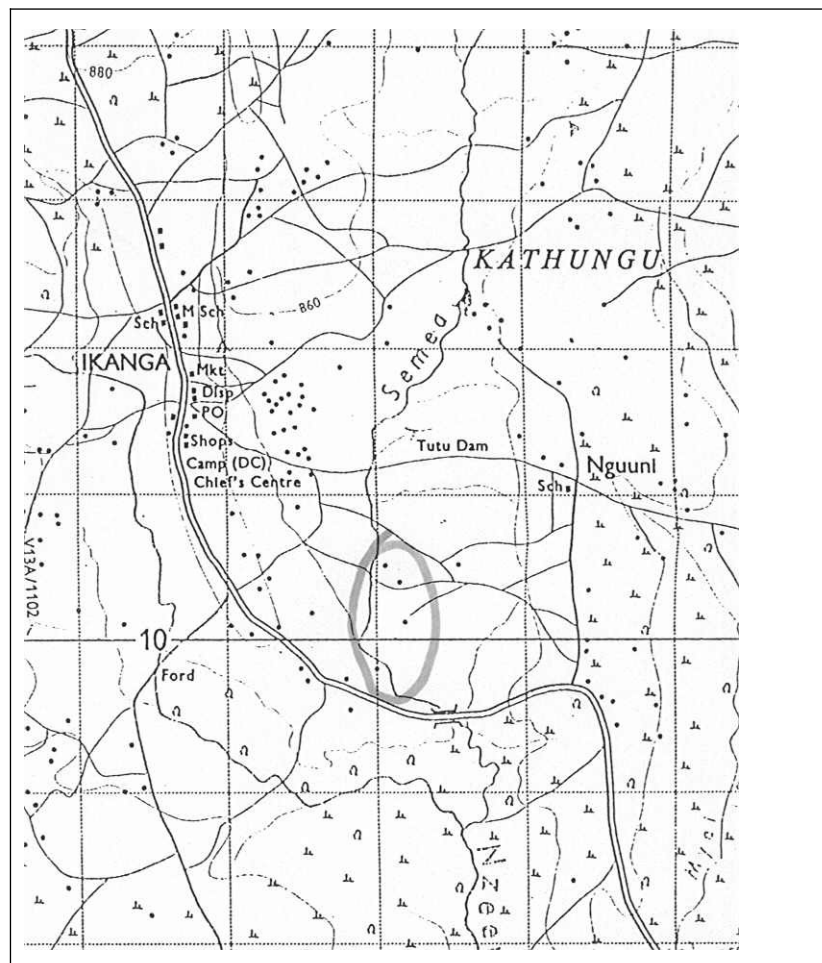 880
KATHUNGU
860
M Sch
Sch
Semea
IKANGA
Mkt
Disp
PO
Shops
Tutu Dam
Camp (DC)
Nguuni
Chief's Centre
Sch
V13A/1102
10
Ford
Nzeea